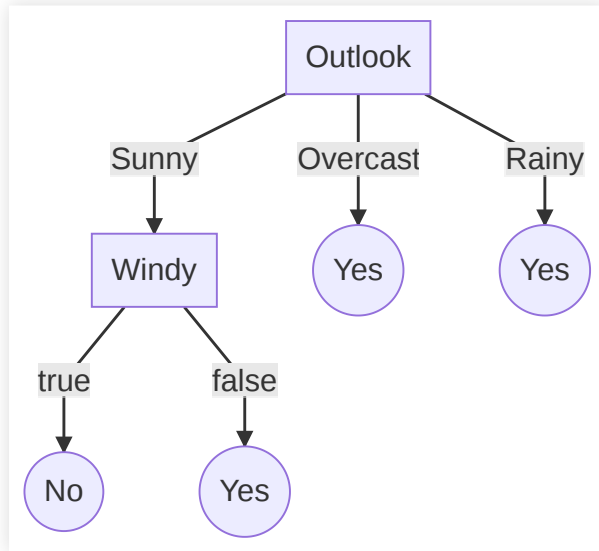 Outlook
Sunny
Overcast
Rainy
Windy
Yes
Yes
true
false
No
Yes